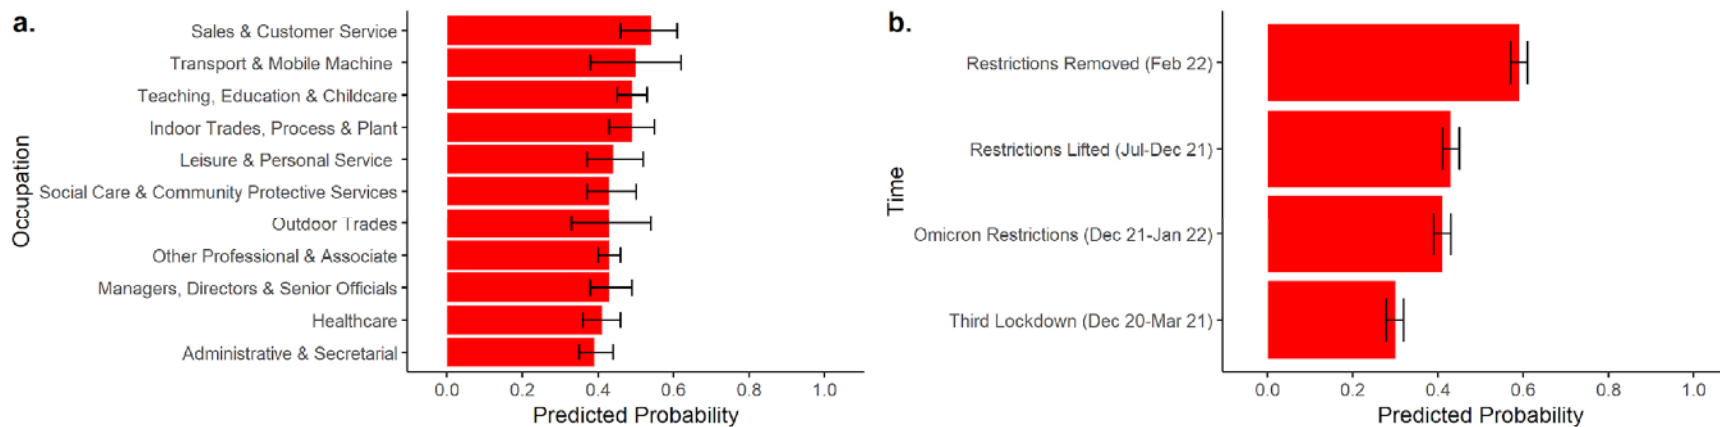 a.
Occupation
Sales & Customer Service
Transport & Mobile Machine
Teaching, Education & Childcare
Indoor Trades, Process & Plant
Leisure & Personal Service
Social Care & Community Protective Services
Outdoor Trades
Other Professional & Associate
Managers, Directors & Senior Officials
Healthcare
Administrative & Secretarial
0.0 0.2 0.4 0.6 0.8 1.0
Predicted Probability
b.
Time
Restrictions Removed (Feb 22)
Restrictions Lifted (Jul-Dec 21)
Omicron Restrictions (Dec 21-Jan 22)
Third Lockdown (Dec 20-Mar 21)
0.0 0.2 0.4 0.6 0.8 1.0
Predicted Probability